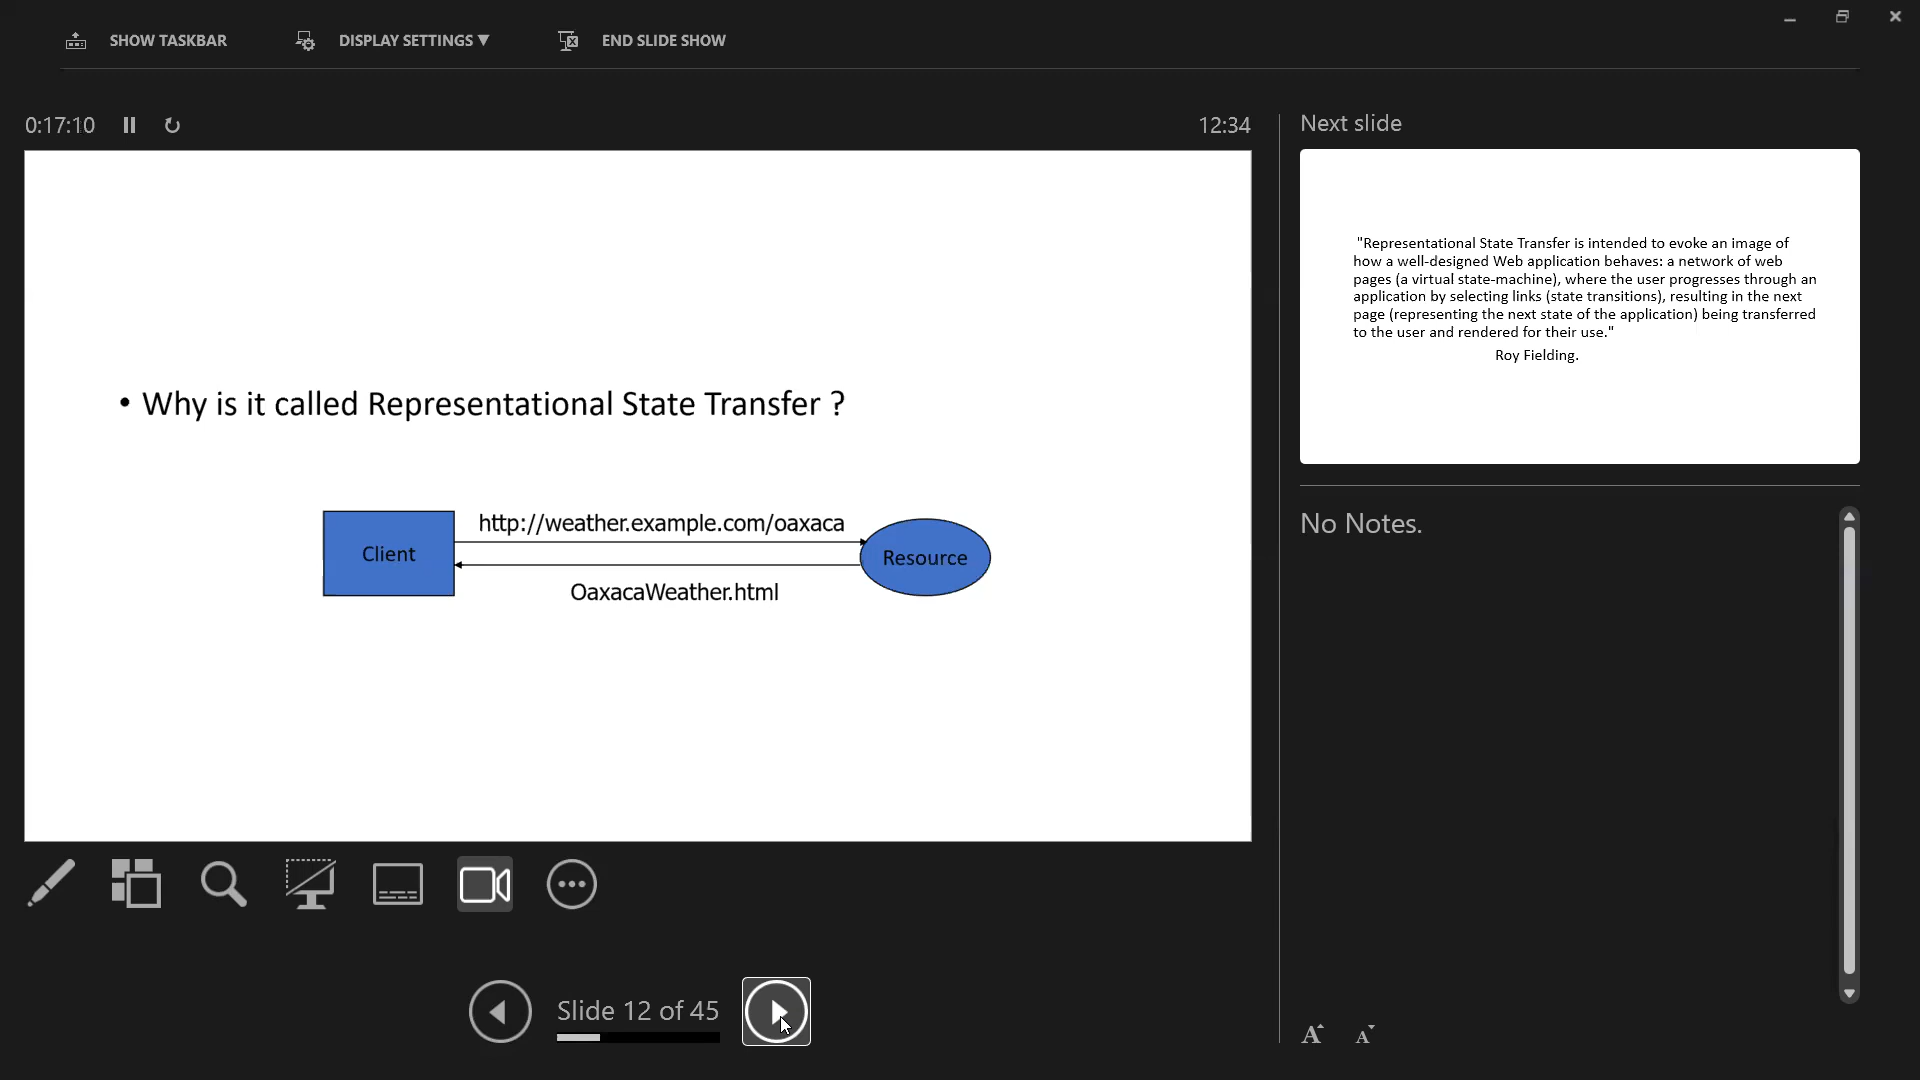 SHOW TASKBAR
DISPLAY SETTINGS ▼
END SLIDE SHOW
0:17:10
12:34
• Why is it called Representational State Transfer ?
http://weather.example.com/oaxaca
Client
Resource
OaxacaWeather.html
Slide 12 of 45
Next slide
"Representational State Transfer is intended to evoke an image of
how a well-designed Web application behaves: a network of web
pages (a virtual state-machine), where the user progresses through an
application by selecting links (state transitions), resulting in the next
page (representing the next state of the application) being transferred
to the user and rendered for their use."
Roy Fielding.
No Notes.
A A